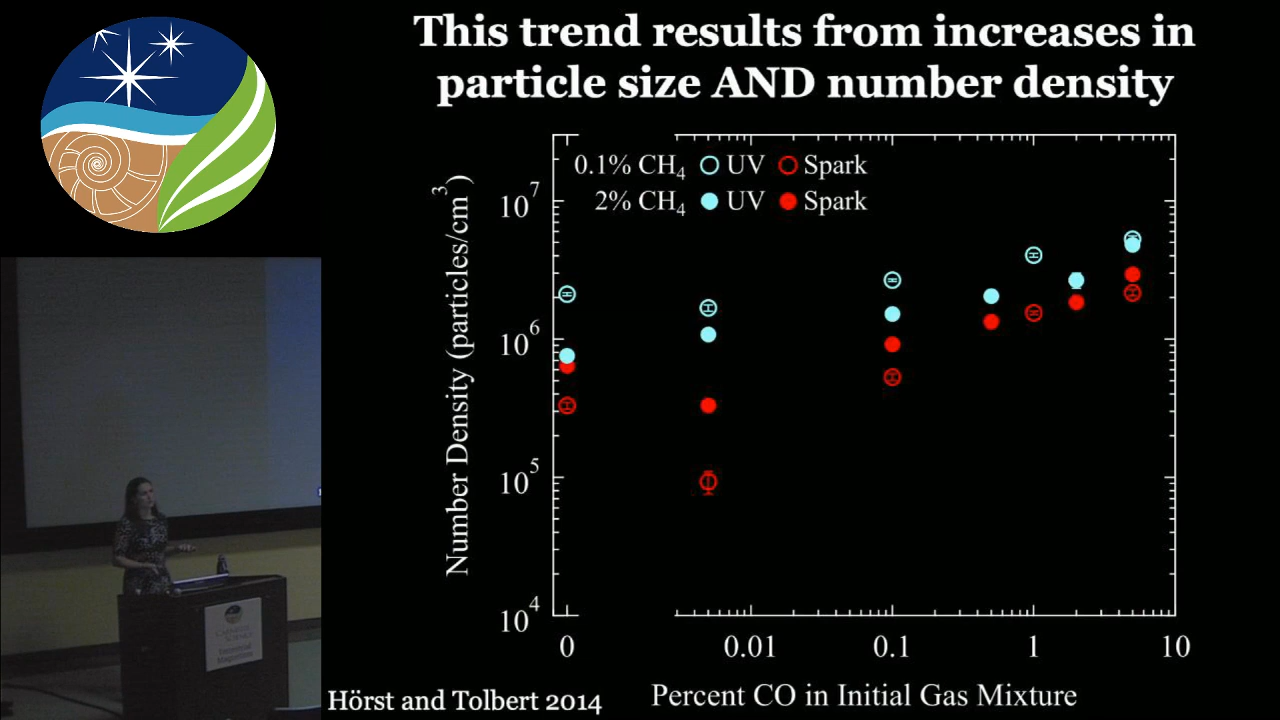 This trend results from increases in
particle size AND number density
0.1% CH₄ UV Spark
2% CH₄ UV Spark
Number Density (particles/cm³)
10⁷
10⁶
10⁵
10⁴
0
0.01
0.1
1
10
Percent CO in Initial Gas Mixture
Hörst and Tolbert 2014
CARNEGIE
SCIENCE